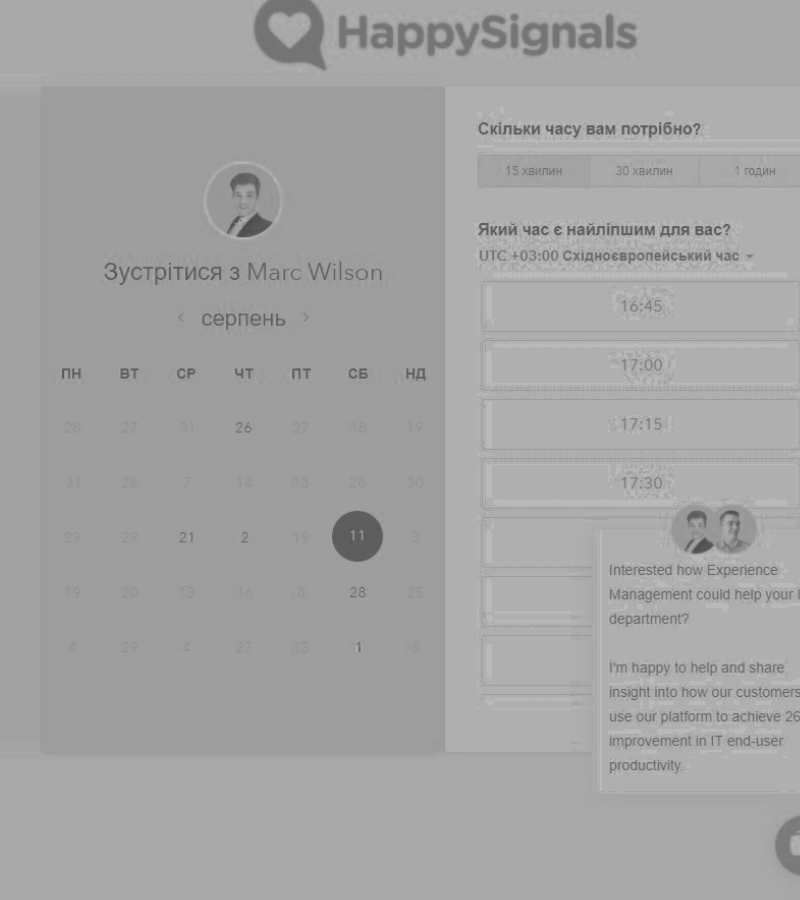 HappySignals
Зустрітися з Marc Wilson
серпень
ПН ВТ СР ЧТ ПТ СБ НД
28 27 31 26 27 18 19
31 28 7 14 13 28 30
29 29 21 2 19 11 3
19 20 13 16 8 28 25
4 29 4 27 13 1 8
Скільки часу вам потрібно?
15 хвилин 30 хвилин 1 годин
Який час є найліпшим для вас?
UTC +03:00 Східноєвропейський час
16:45
17:00
17:15
17:30
Interested how Experience
Management could help your
department?
I'm happy to help and share
insight into how our customers
use our platform to achieve 26
improvement in IT end-user
productivity.